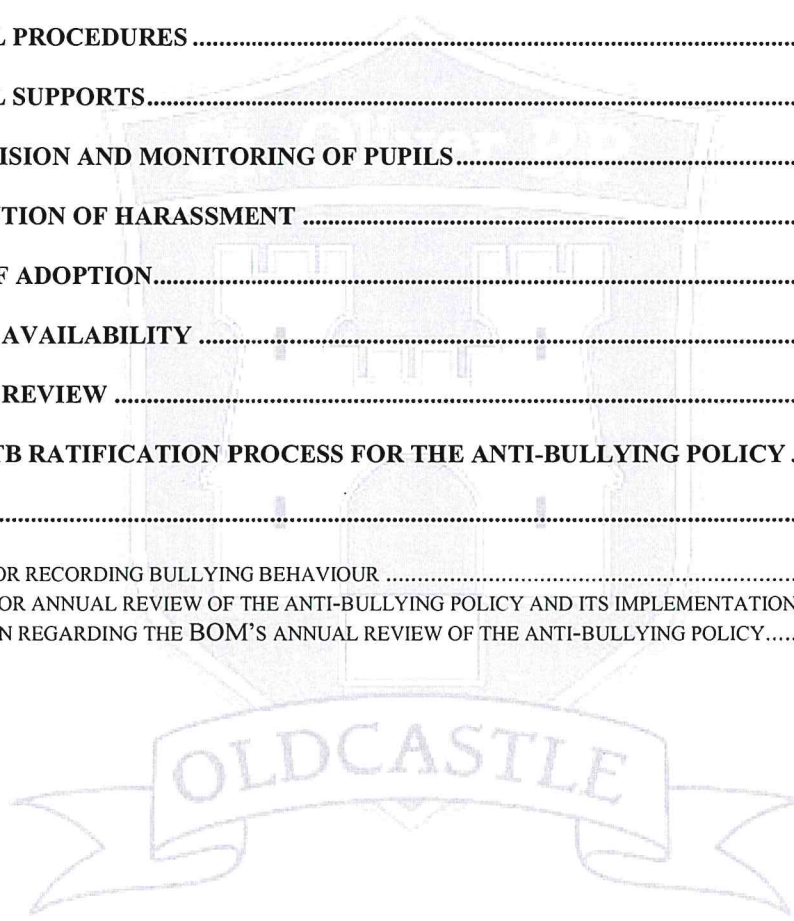 L PROCEDURES ........................................................................
L SUPPORTS........................................................................
ISION AND MONITORING OF PUPILS........................................................................
TION OF HARASSMENT ........................................................................
F ADOPTION........................................................................
AVAILABILITY ........................................................................
REVIEW ........................................................................
TB RATIFICATION PROCESS FOR THE ANTI-BULLYING POLICY .
........................................................................
OR RECORDING BULLYING BEHAVIOUR ........................................................................
OR ANNUAL REVIEW OF THE ANTI-BULLYING POLICY AND ITS IMPLEMENTATION
N REGARDING THE BOM'S ANNUAL REVIEW OF THE ANTI-BULLYING POLICY.....
OLDCASTLE